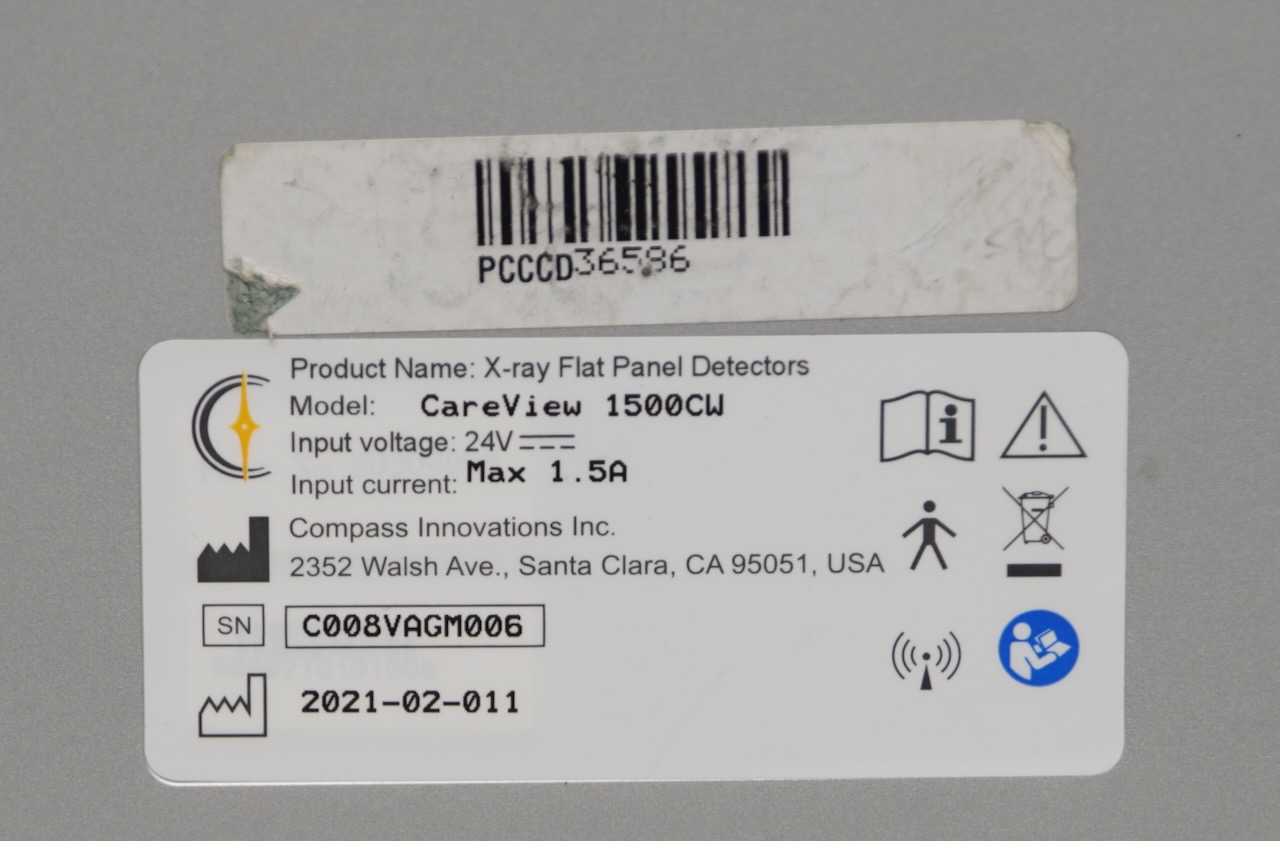 PCCCD36586
Product Name: X-ray Flat Panel Detectors
Model: CareView 1500CW
Input voltage: 24V
Input current: Max 1.5A
Compass Innovations Inc.
2352 Walsh Ave., Santa Clara, CA 95051, USA
SN C008VAGM006
2021-02-011